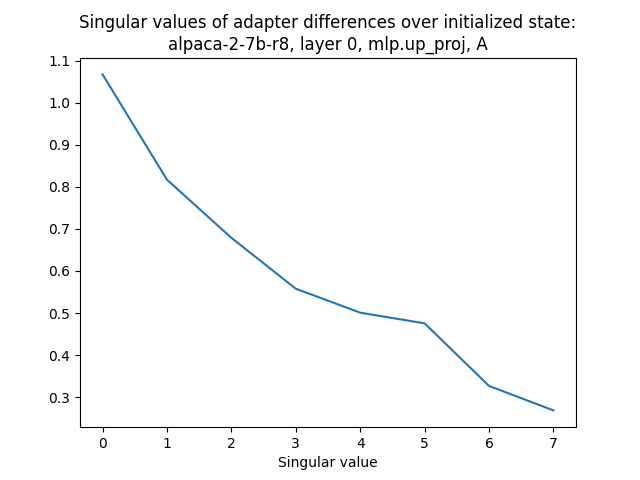 Singular values of adapter differences over initialized state:
alpaca-2-7b-r8, layer 0, mlp.up_proj, A
1.1
1.0
0.9
0.8
0.7
0.6
0.5
0.4
0.3
0 1 2 3 4 5 6 7
Singular value